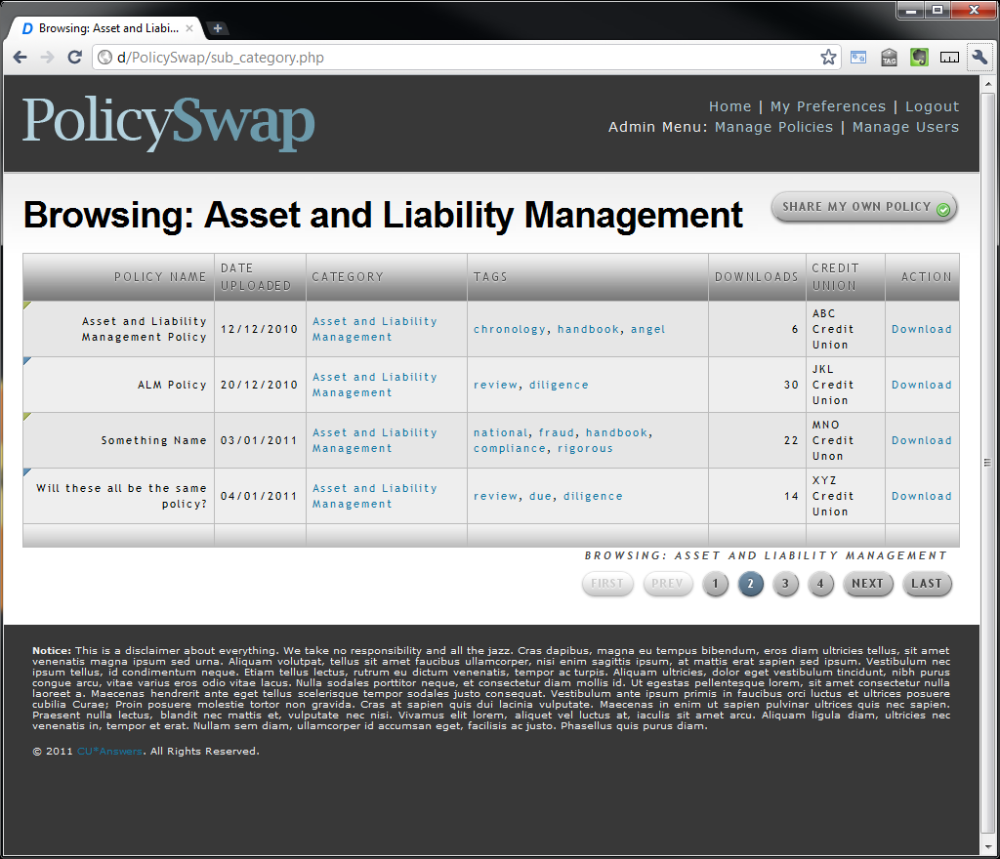 Browsing: Asset and Liabi...
d/PolicySwap/sub_category.php
TAG
PolicySwap
Home | My Preferences | Logout
Admin Menu: Manage Policies | Manage Users
Browsing: Asset and Liability Management
SHARE MY OWN POLICY
POLICY NAME
DATE
UPLOADED
CATEGORY
TAGS
DOWNLOADS
CREDIT
UNION
ACTION
Asset and Liability
Management Policy
12/12/2010
Asset and Liability
Management
chronology, handbook, angel
6
ABC
Credit
Union
Download
ALM Policy
20/12/2010
Asset and Liability
Management
review, diligence
30
JKL
Credit
Union
Download
Something Name
03/01/2011
Asset and Liability
Management
national, fraud, handbook,
compliance, rigorous
22
MNO
Credit
Unon
Download
Will these all be the same
policy?
04/01/2011
Asset and Liability
Management
review, due, diligence
14
XYZ
Credit
Union
Download
BROWSING: ASSET AND LIABILITY MANAGEMENT
FIRST PREV 1 2 3 4 NEXT LAST
Notice: This is a disclaimer about everything. We take no responsibility and all the jazz. Cras dapibus, magna eu tempus bibendum, eros diam ultricies tellus, sit amet
venenatis magna ipsum sed urna. Aliquam volutpat, tellus sit amet faucibus ullamcorper, nisi enim sagittis ipsum, at mattis erat sapien sed ipsum. Vestibulum nec
ipsum tellus, id condimentum neque. Etiam tellus lectus, rutrum eu dictum venenatis, tempor ac turpis. Aliquam ultricies, dolor eget vestibulum tincidunt, nibh purus
congue arcu, vitae varius eros odio vitae lacus. Nulla sodales porttitor neque, et consectetur diam mollis id. Ut egestas pellentesque lorem, sit amet consectetur nulla
laoreet a. Maecenas hendrerit ante eget tellus scelerisque tempor sodales justo consequat. Vestibulum ante ipsum primis in faucibus orci luctus et ultrices posuere
cubilia Curae; Proin posuere molestie tortor non gravida. Cras at sapien quis dui lacinia vulputate. Maecenas in enim ut sapien pulvinar ultrices quis nec sapien.
Praesent nulla lectus, blandit nec mattis et, vulputate nec nisi. Vivamus elit lorem, aliquet vel luctus at, iaculis sit amet arcu. Aliquam ligula diam, ultricies nec
venenatis in, tempor et erat. Nullam sem diam, ullamcorper id accumsan eget, facilisis ac justo. Phasellus quis purus diam.
© 2011 CU*Answers. All Rights Reserved.